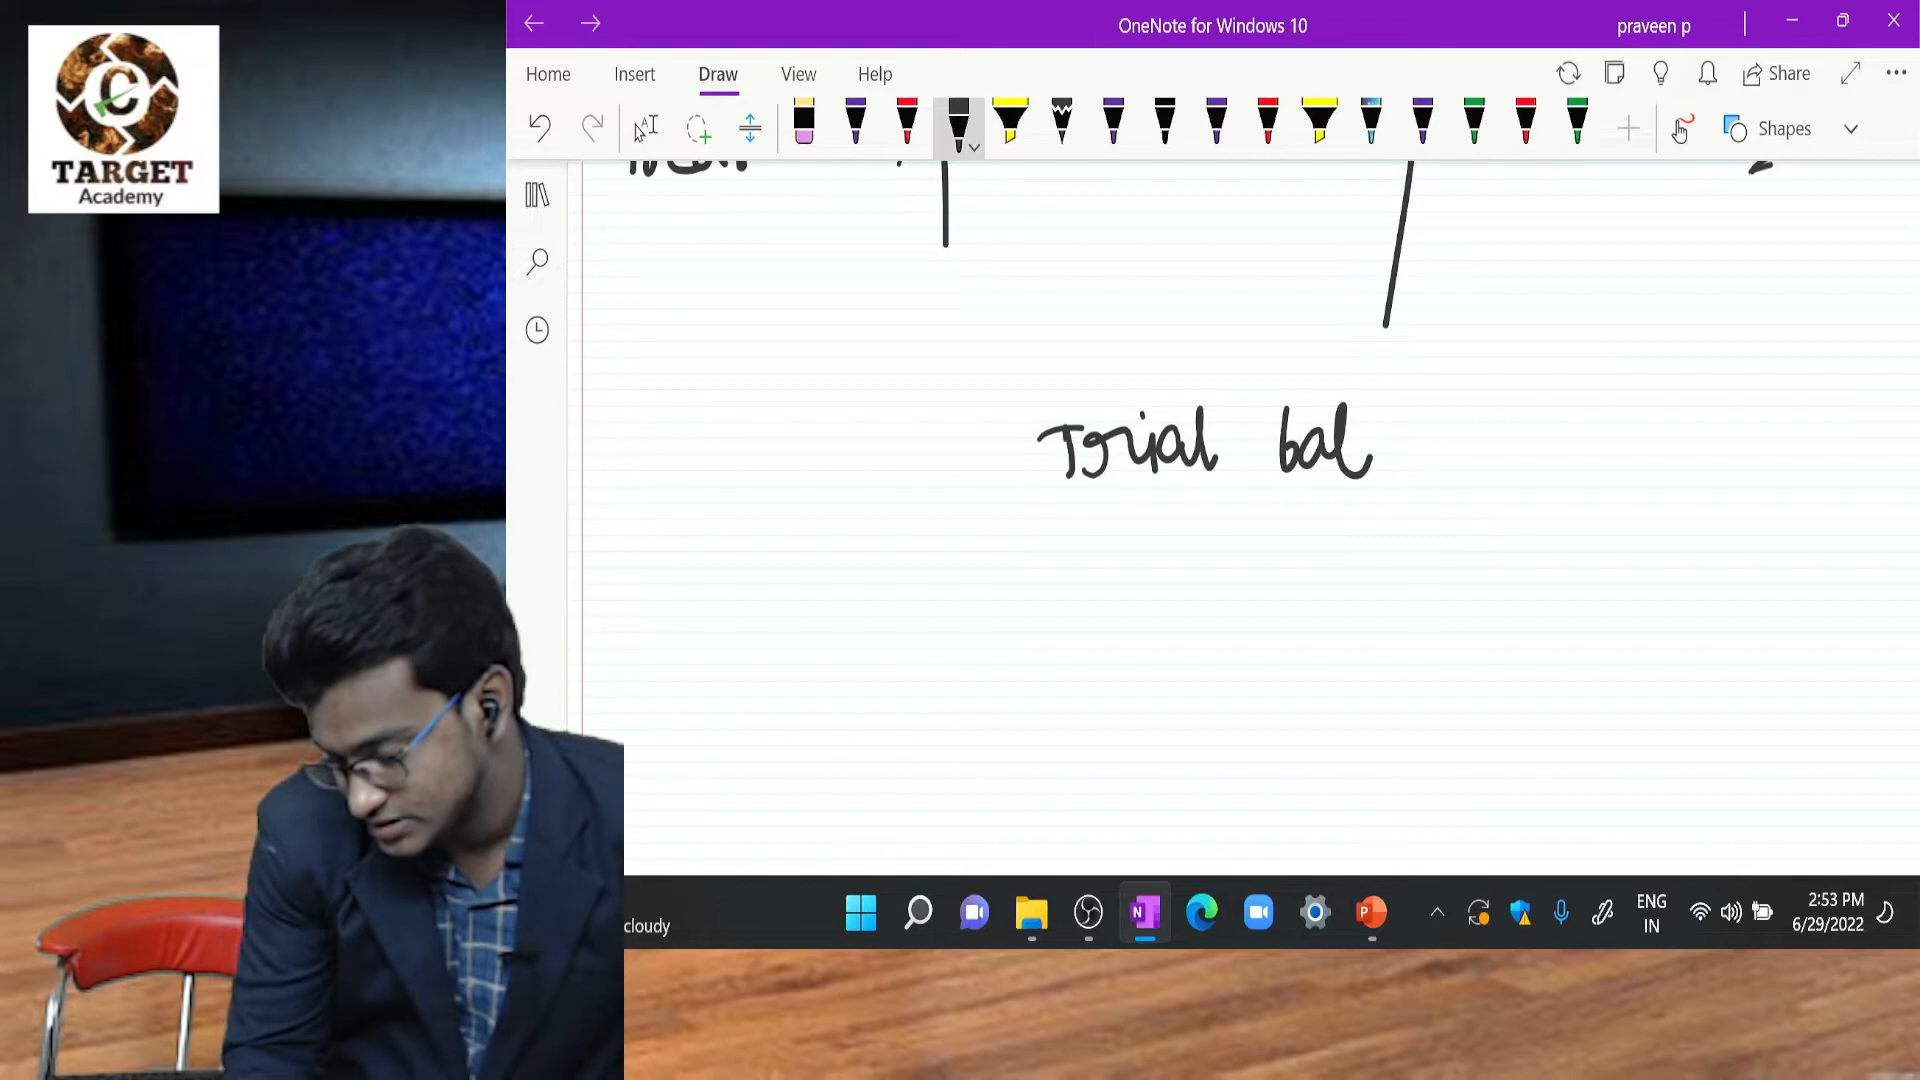 TARGET
Academy
OneNote for Windows 10
praveen p
Home Insert Draw View Help
Share
Shapes
Trial bal
cloudy
ENG
IN
2:53 PM
6/29/2022